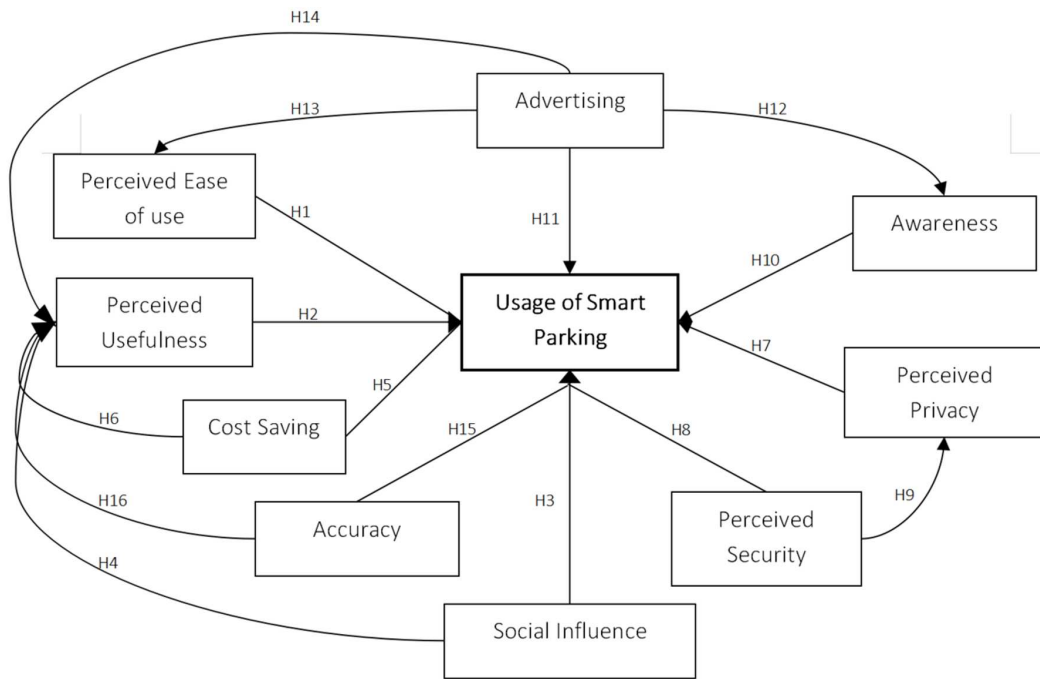 H14
Advertising
H13
H12
Perceived Ease
of use
H1
H11
Awareness
H10
Perceived
Usefulness
H2
Usage of Smart
Parking
H7
Perceived
Privacy
H5
H6
Cost Saving
H15
H8
H16
Accuracy
H3
Perceived
Security
H9
H4
Social Influence